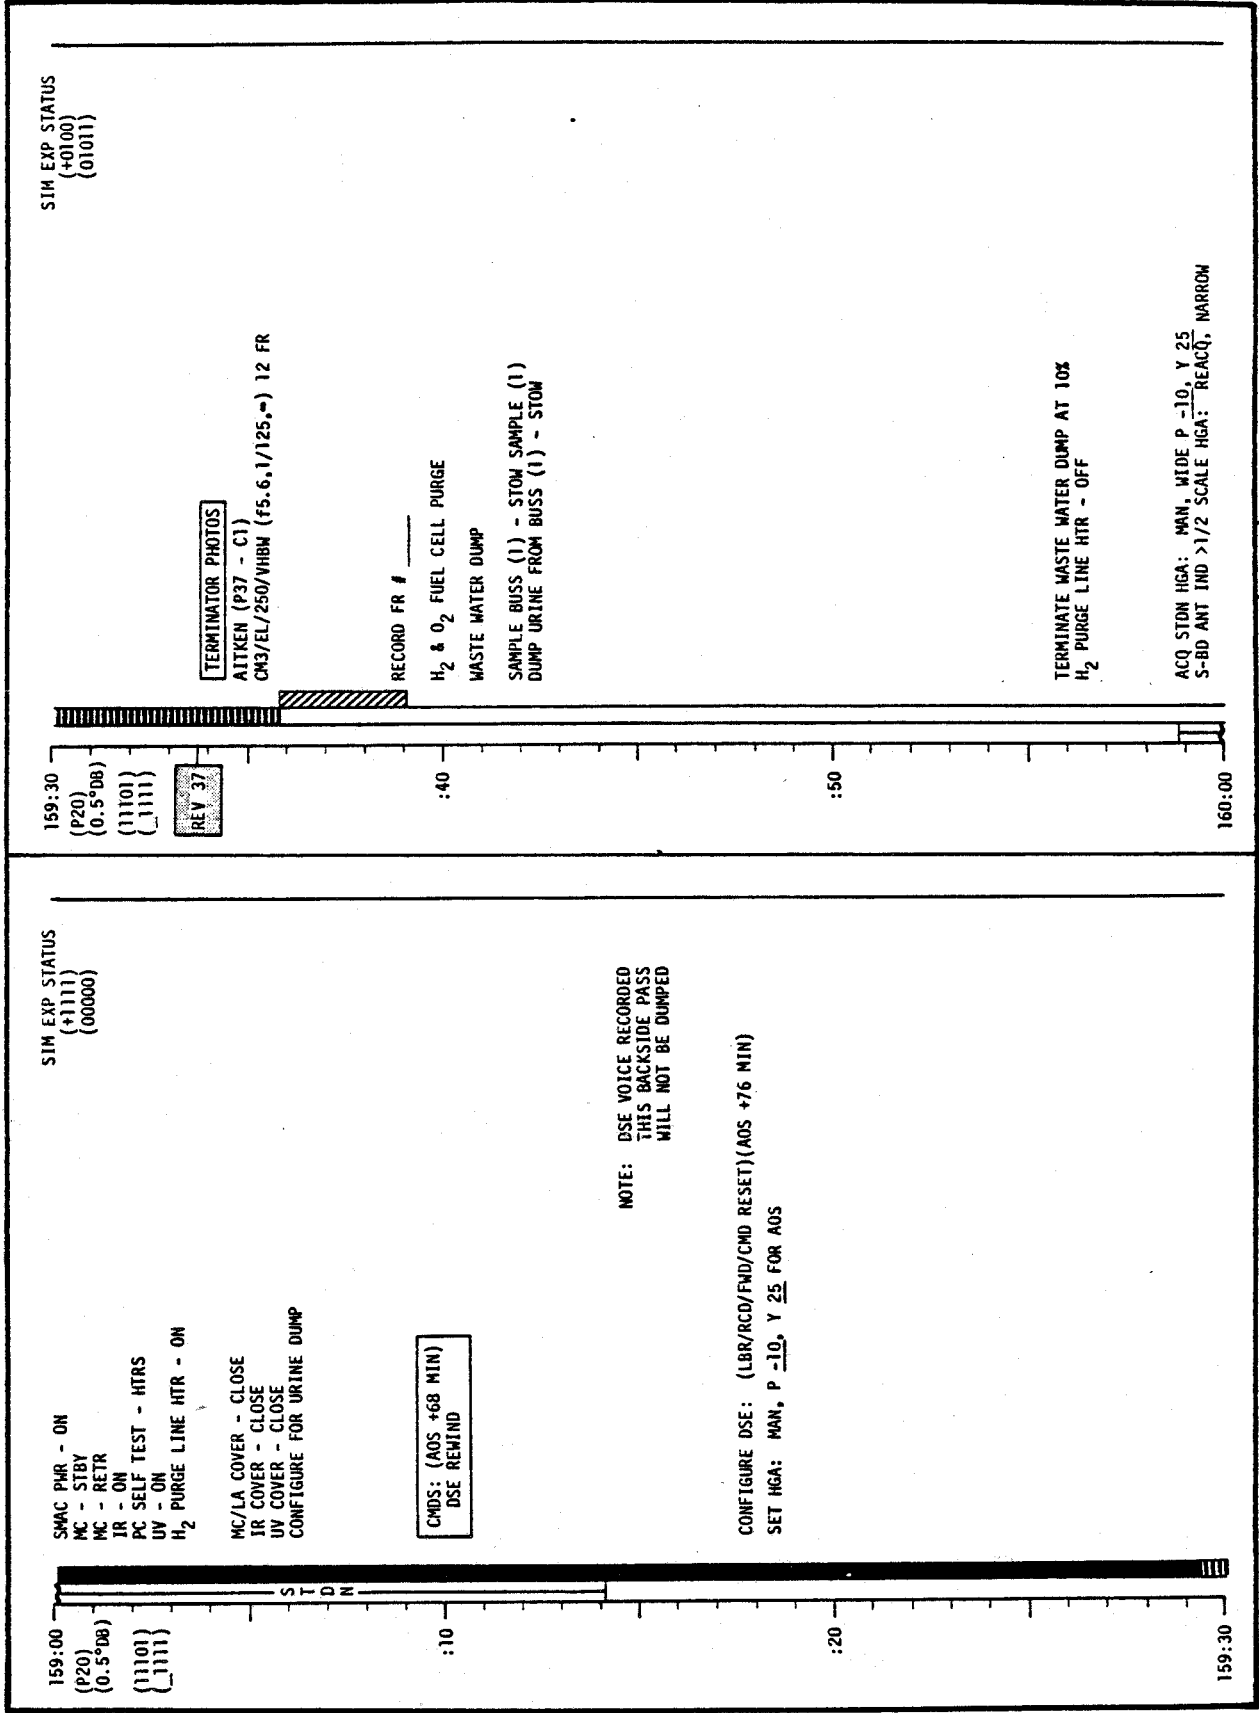 159:00
(P20)
(0.5°DB)
(11101)
(_1111)
SIM EXP STATUS
(+1111)
(00000)
SMAC PWR - ON
MC - STBY
MC - RETR
IR - ON
PC SELF TEST - HTRS
UV - ON
H2 PURGE LINE HTR - ON
MC/LA COVER - CLOSE
IR COVER - CLOSE
UV COVER - CLOSE
CONFIGURE FOR URINE DUMP
STDN
:10
CMDS: (AOS +68 MIN)
DSE REWIND
NOTE: DSE VOICE RECORDED
THIS BACKSIDE PASS
WILL NOT BE DUMPED
CONFIGURE DSE: (LBR/RCD/FWD/CMD RESET)(AOS +76 MIN)
SET HGA: MAN, P -10, Y 25 FOR AOS
:20
159:30
159:30
(P20)
(0.5°DB)
(11101)
(_1111)
REV 37
SIM EXP STATUS
(+0100)
(01011)
TERMINATOR PHOTOS
AITKEN (P37 - C1)
CM3/EL/250/VHBW (f5.6,1/125,∞) 12 FR
RECORD FR # ____
:40
H2 & O2 FUEL CELL PURGE
WASTE WATER DUMP
SAMPLE BUSS (1) - STOW SAMPLE (1)
DUMP URINE FROM BUSS (1) - STOW
:50
TERMINATE WASTE WATER DUMP AT 10%
H2 PURGE LINE HTR - OFF
ACQ STDN HGA: MAN, WIDE P -10, Y 25
S-BD ANT IND >1/2 SCALE HGA: REACQ, NARROW
160:00